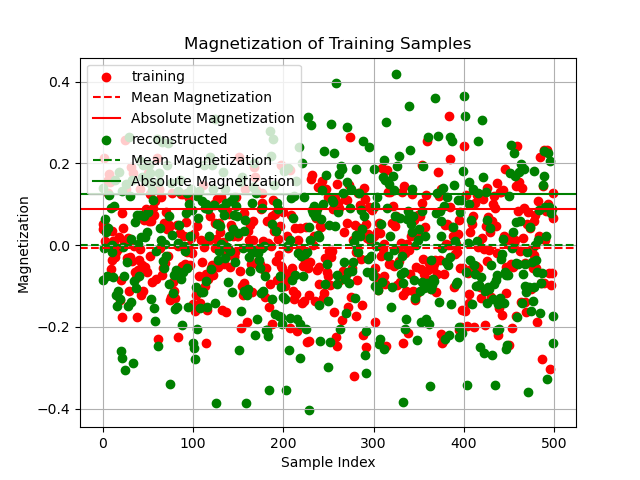 Magnetization of Training Samples
training
Mean Magnetization
Absolute Magnetization
reconstructed
Mean Magnetization
Absolute Magnetization
Magnetization
0.4
0.2
0.0
−0.2
−0.4
0
100
200
300
400
500
Sample Index